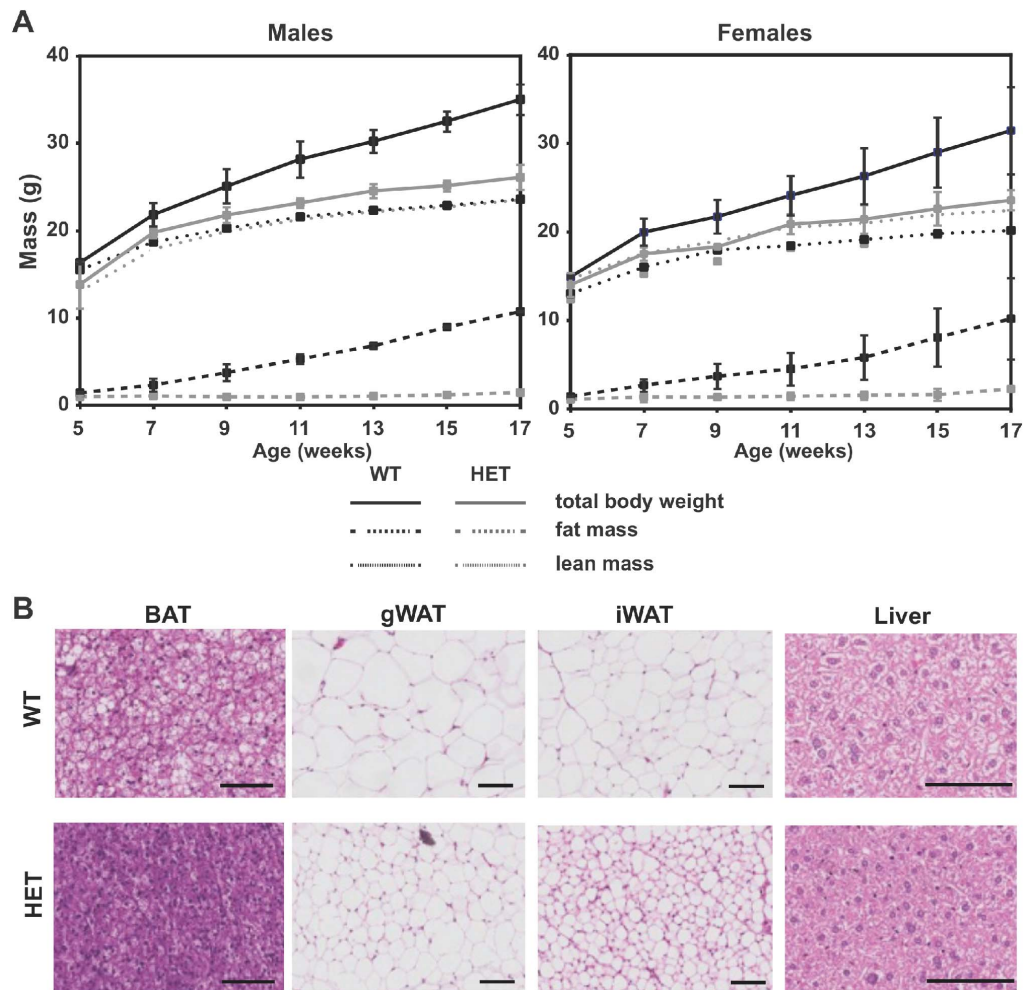 A
Males
Females
40
30
20
10
0
Mass (g)
5 7 9 11 13 15 17
Age (weeks)
40
30
20
10
0
5 7 9 11 13 15 17
Age (weeks)
WT HET
total body weight
fat mass
lean mass
B
BAT gWAT iWAT Liver
WT
HET